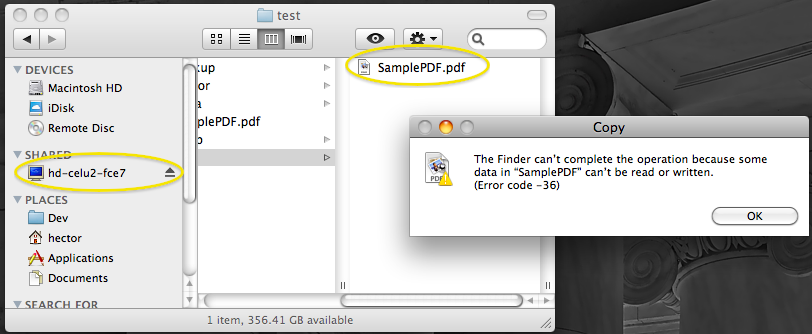 test
DEVICES
Macintosh HD
iDisk
Remote Disc
SHARED
hd-celu2-fce7
PLACES
Dev
hector
Applications
Documents
SEARCH FOR
kup
or
a
plePDF.pdf
p
SamplePDF.pdf
1 item, 356.41 GB available
Copy
The Finder can't complete the operation because some
data in “SamplePDF” can't be read or written.
(Error code -36)
PDF
OK